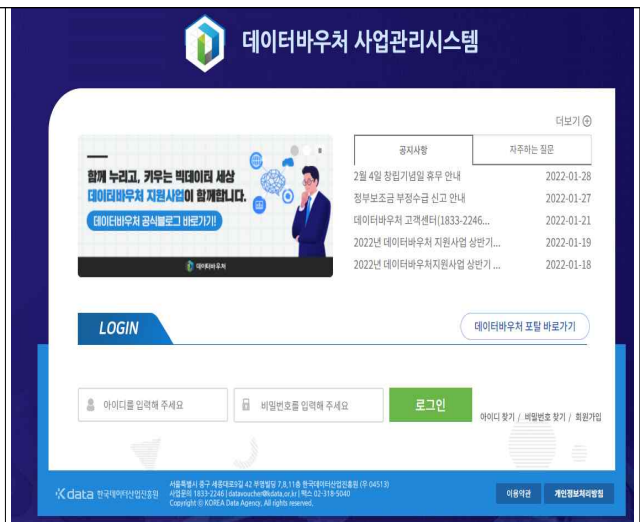 데이터바우처 사업관리시스템
더보기
함께 누리고, 키우는 빅데이터 세상
데이터바우처 지원사업이 함께합니다.
데이터바우처 공식블로그 바로가기!
데이터바우처
공지사항 자주하는 질문
2월 4일 창립기념일 휴무 안내 2022-01-28
정부보조금 부정수급 신고 안내 2022-01-27
데이터바우처 고객센터(1833-2246... 2022-01-21
2022년 데이터바우처 지원사업 상반기... 2022-01-19
2022년 데이터바우처지원사업 상반기 ... 2022-01-18
LOGIN
데이터바우처 포탈 바로가기
아이디를 입력해 주세요
비밀번호를 입력해 주세요
로그인
아이디 찾기 / 비밀번호 찾기 / 회원가입
Kdata 한국데이터산업진흥원
서울특별시 중구 세종대로9길 42 부영빌딩 7,8,11층 한국데이터산업진흥원 (우 04513)
사업문의 1833-2246 | datavoucher@kdata.or.kr | 팩스 02-318-5040
Copyright ⓒ KOREA Data Agency. All rights reserved.
이용약관
개인정보처리방침